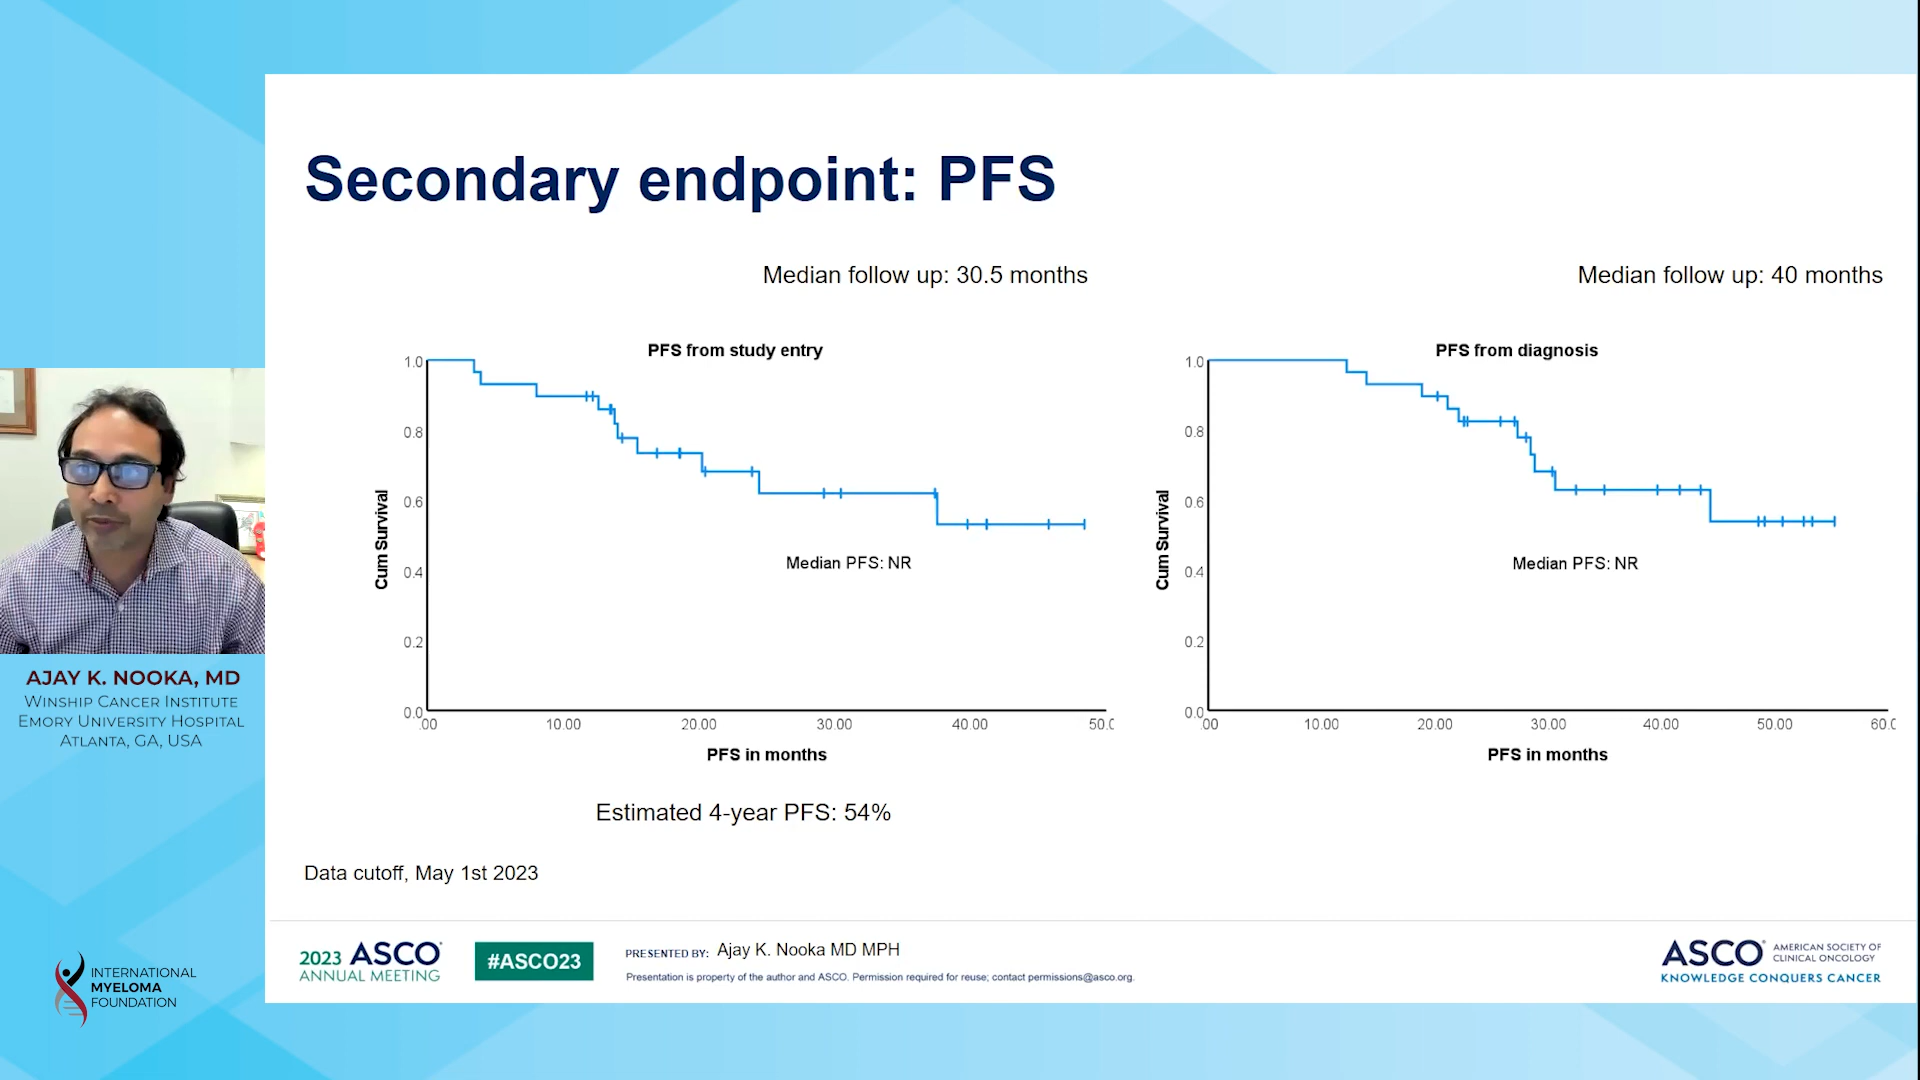 Secondary endpoint: PFS
Median follow up: 30.5 months
Median follow up: 40 months
PFS from study entry
1.0
0.8
0.6
0.4
0.2
0.0
Cum Survival
Median PFS: NR
.00 10.00 20.00 30.00 40.00 50.0
PFS in months
PFS from diagnosis
1.0
0.8
0.6
0.4
0.2
0.0
Cum Survival
Median PFS: NR
.00 10.00 20.00 30.00 40.00 50.00 60.0
PFS in months
Estimated 4-year PFS: 54%
Data cutoff, May 1st 2023
AJAY K. NOOKA, MD
WINSHIP CANCER INSTITUTE
EMORY UNIVERSITY HOSPITAL
ATLANTA, GA, USA
INTERNATIONAL
MYELOMA
FOUNDATION
2023 ASCO
ANNUAL MEETING
#ASCO23
PRESENTED BY: Ajay K. Nooka MD MPH
Presentation is property of the author and ASCO. Permission required for reuse; contact permissions@asco.org.
ASCO AMERICAN SOCIETY OF
CLINICAL ONCOLOGY
KNOWLEDGE CONQUERS CANCER